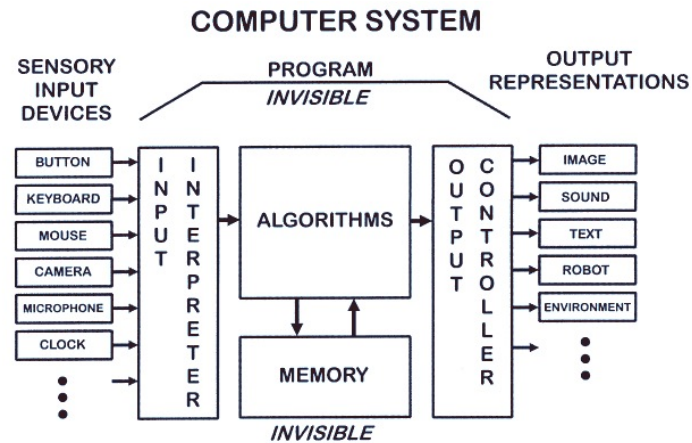 COMPUTER SYSTEM
SENSORY
INPUT
DEVICES
PROGRAM
INVISIBLE
OUTPUT
REPRESENTATIONS
BUTTON
KEYBOARD
MOUSE
CAMERA
MICROPHONE
CLOCK
INPUT
INTERPRETER
ALGORITHMS
MEMORY
INVISIBLE
OUTPUT
CONTROLLER
IMAGE
SOUND
TEXT
ROBOT
ENVIRONMENT